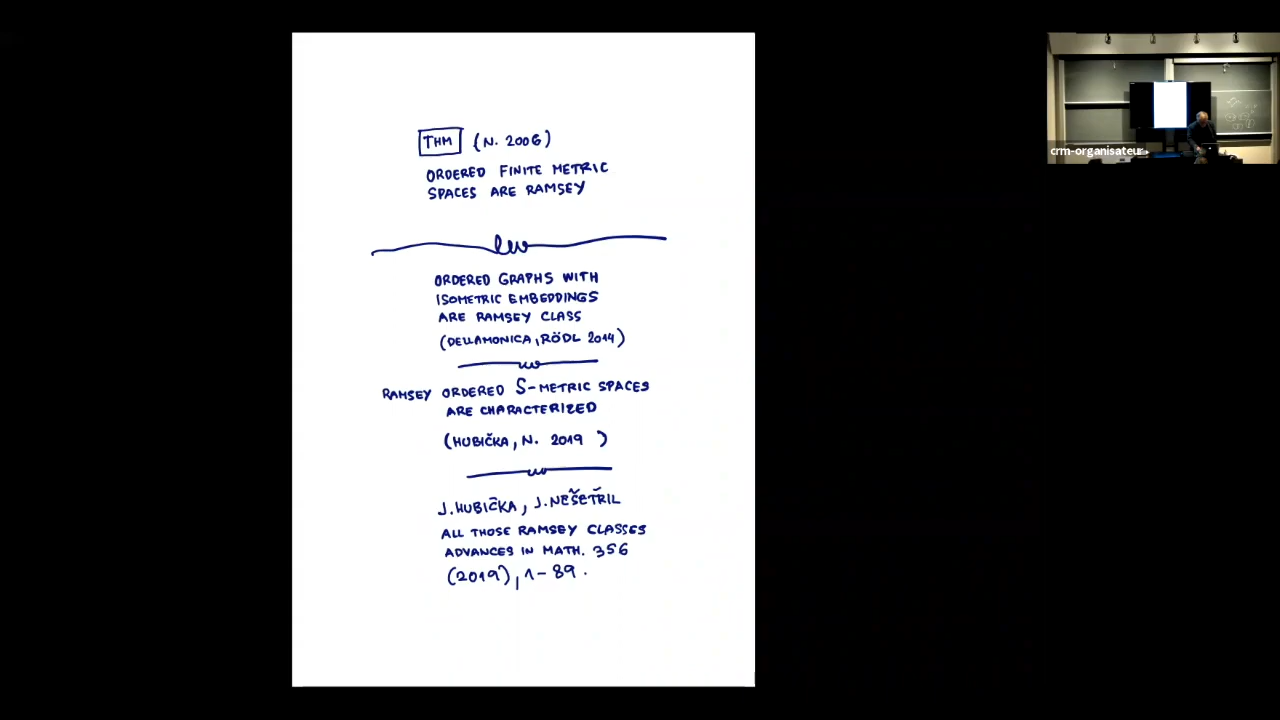 THM (N. 2006)
ORDERED FINITE METRIC
SPACES ARE RAMSEY
ORDERED GRAPHS WITH
ISOMETRIC EMBEDDINGS
ARE RAMSEY CLASS
(DELLAMONICA, RÖDL 2014)
RAMSEY ORDERED S-METRIC SPACES
ARE CHARACTERIZED
(HUBIČKA, N. 2019)
J. HUBIČKA, J. NEŠETŘIL
ALL THOSE RAMSEY CLASSES
ADVANCES IN MATH. 356
(2019), 1-89.
crm-organisateur